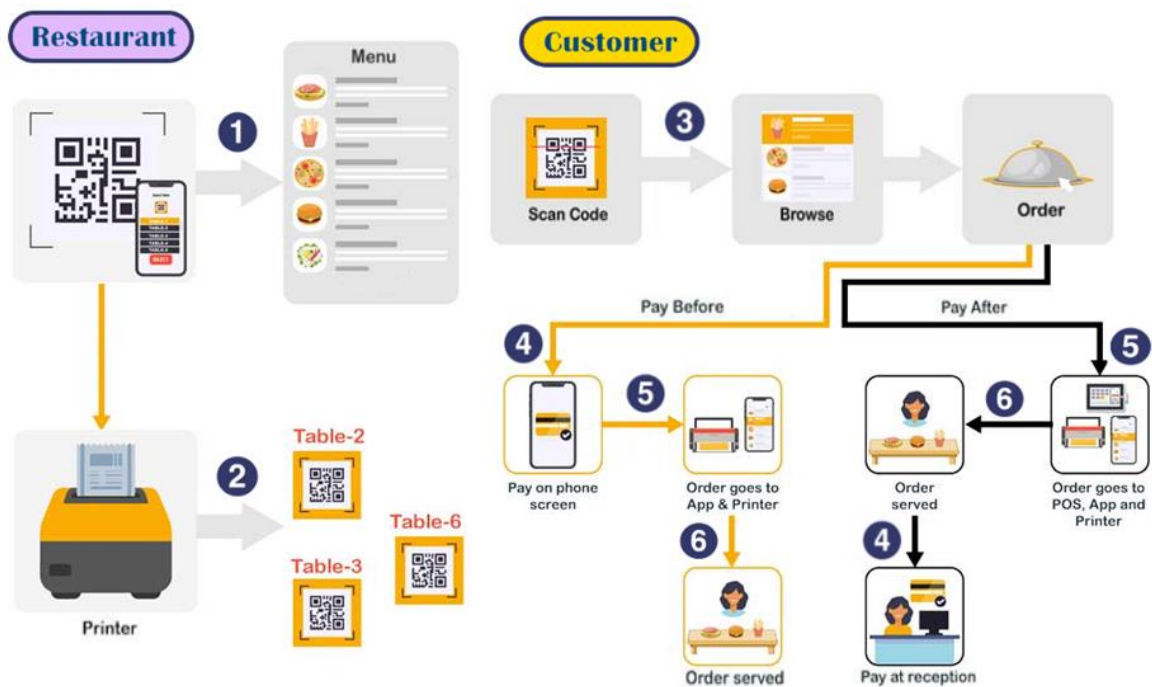 Restaurant
Customer
Menu
1
3
Scan Code
Browse
Order
Pay Before
Pay After
4
5
5
6
Pay on phone
screen
Order goes to
App & Printer
Order
served
Order goes to
POS, App and
Printer
2
Table-2
Table-6
Table-3
6
4
Printer
Order served
Pay at reception